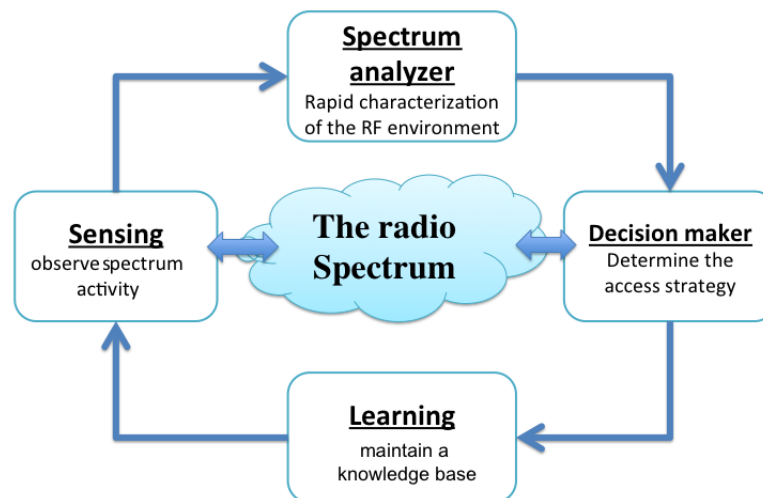 Spectrum
analyzer
Rapid characterization
of the RF environment
Sensing
observe spectrum
activity
The radio
Spectrum
Decision maker
Determine the
access strategy
Learning
maintain a
knowledge base